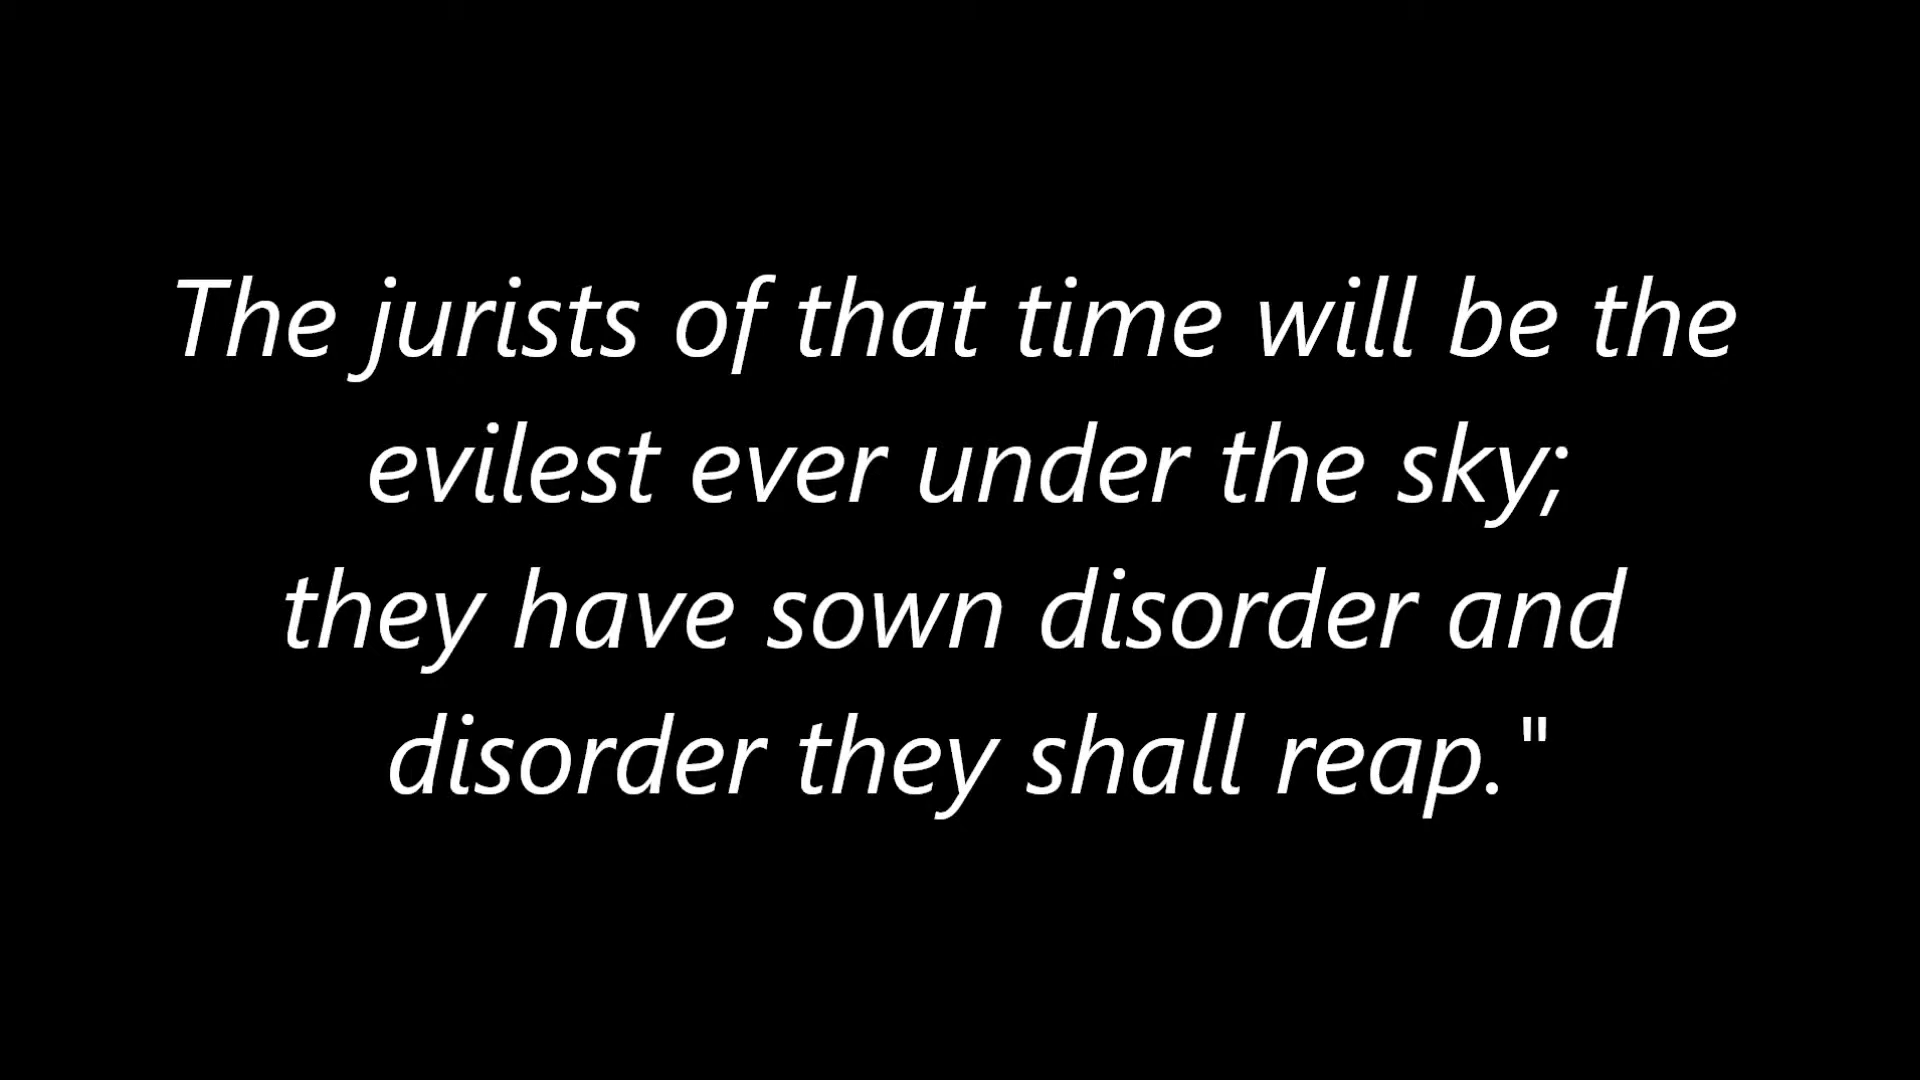 The jurists of that time will be the
evilest ever under the sky;
they have sown disorder and
disorder they shall reap."